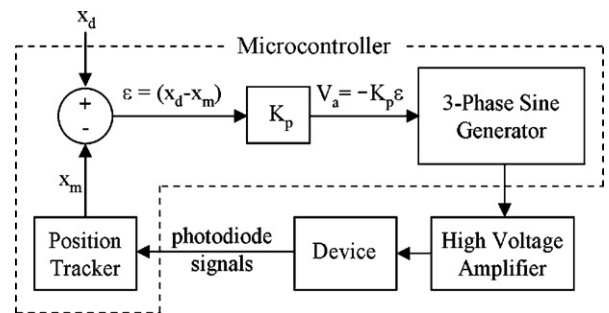 x_d
Microcontroller
+
-
ε = (x_d-x_m)
K_p
V_a= −K_pε
3-Phase Sine
Generator
x_m
Position
Tracker
photodiode
signals
Device
High Voltage
Amplifier